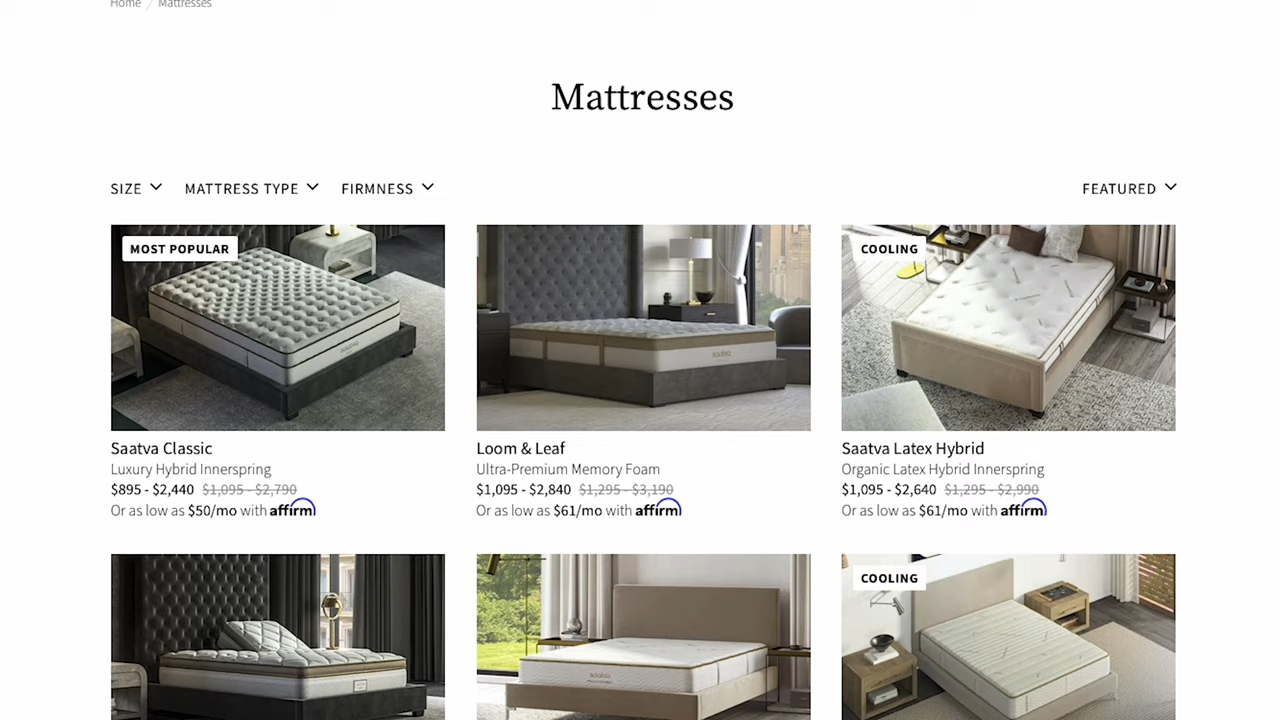 Home / Mattresses
Mattresses
SIZE MATTRESS TYPE FIRMNESS FEATURED
MOST POPULAR
COOLING
saatva
saatva
Saatva Classic
Luxury Hybrid Innerspring
$895 - $2,440 $1,095 - $2,790
Or as low as $50/mo with affirm
Loom & Leaf
Ultra-Premium Memory Foam
$1,095 - $2,840 $1,295 - $3,190
Or as low as $61/mo with affirm
Saatva Latex Hybrid
Organic Latex Hybrid Innerspring
$1,095 - $2,640 $1,295 - $2,990
Or as low as $61/mo with affirm
COOLING
saatva